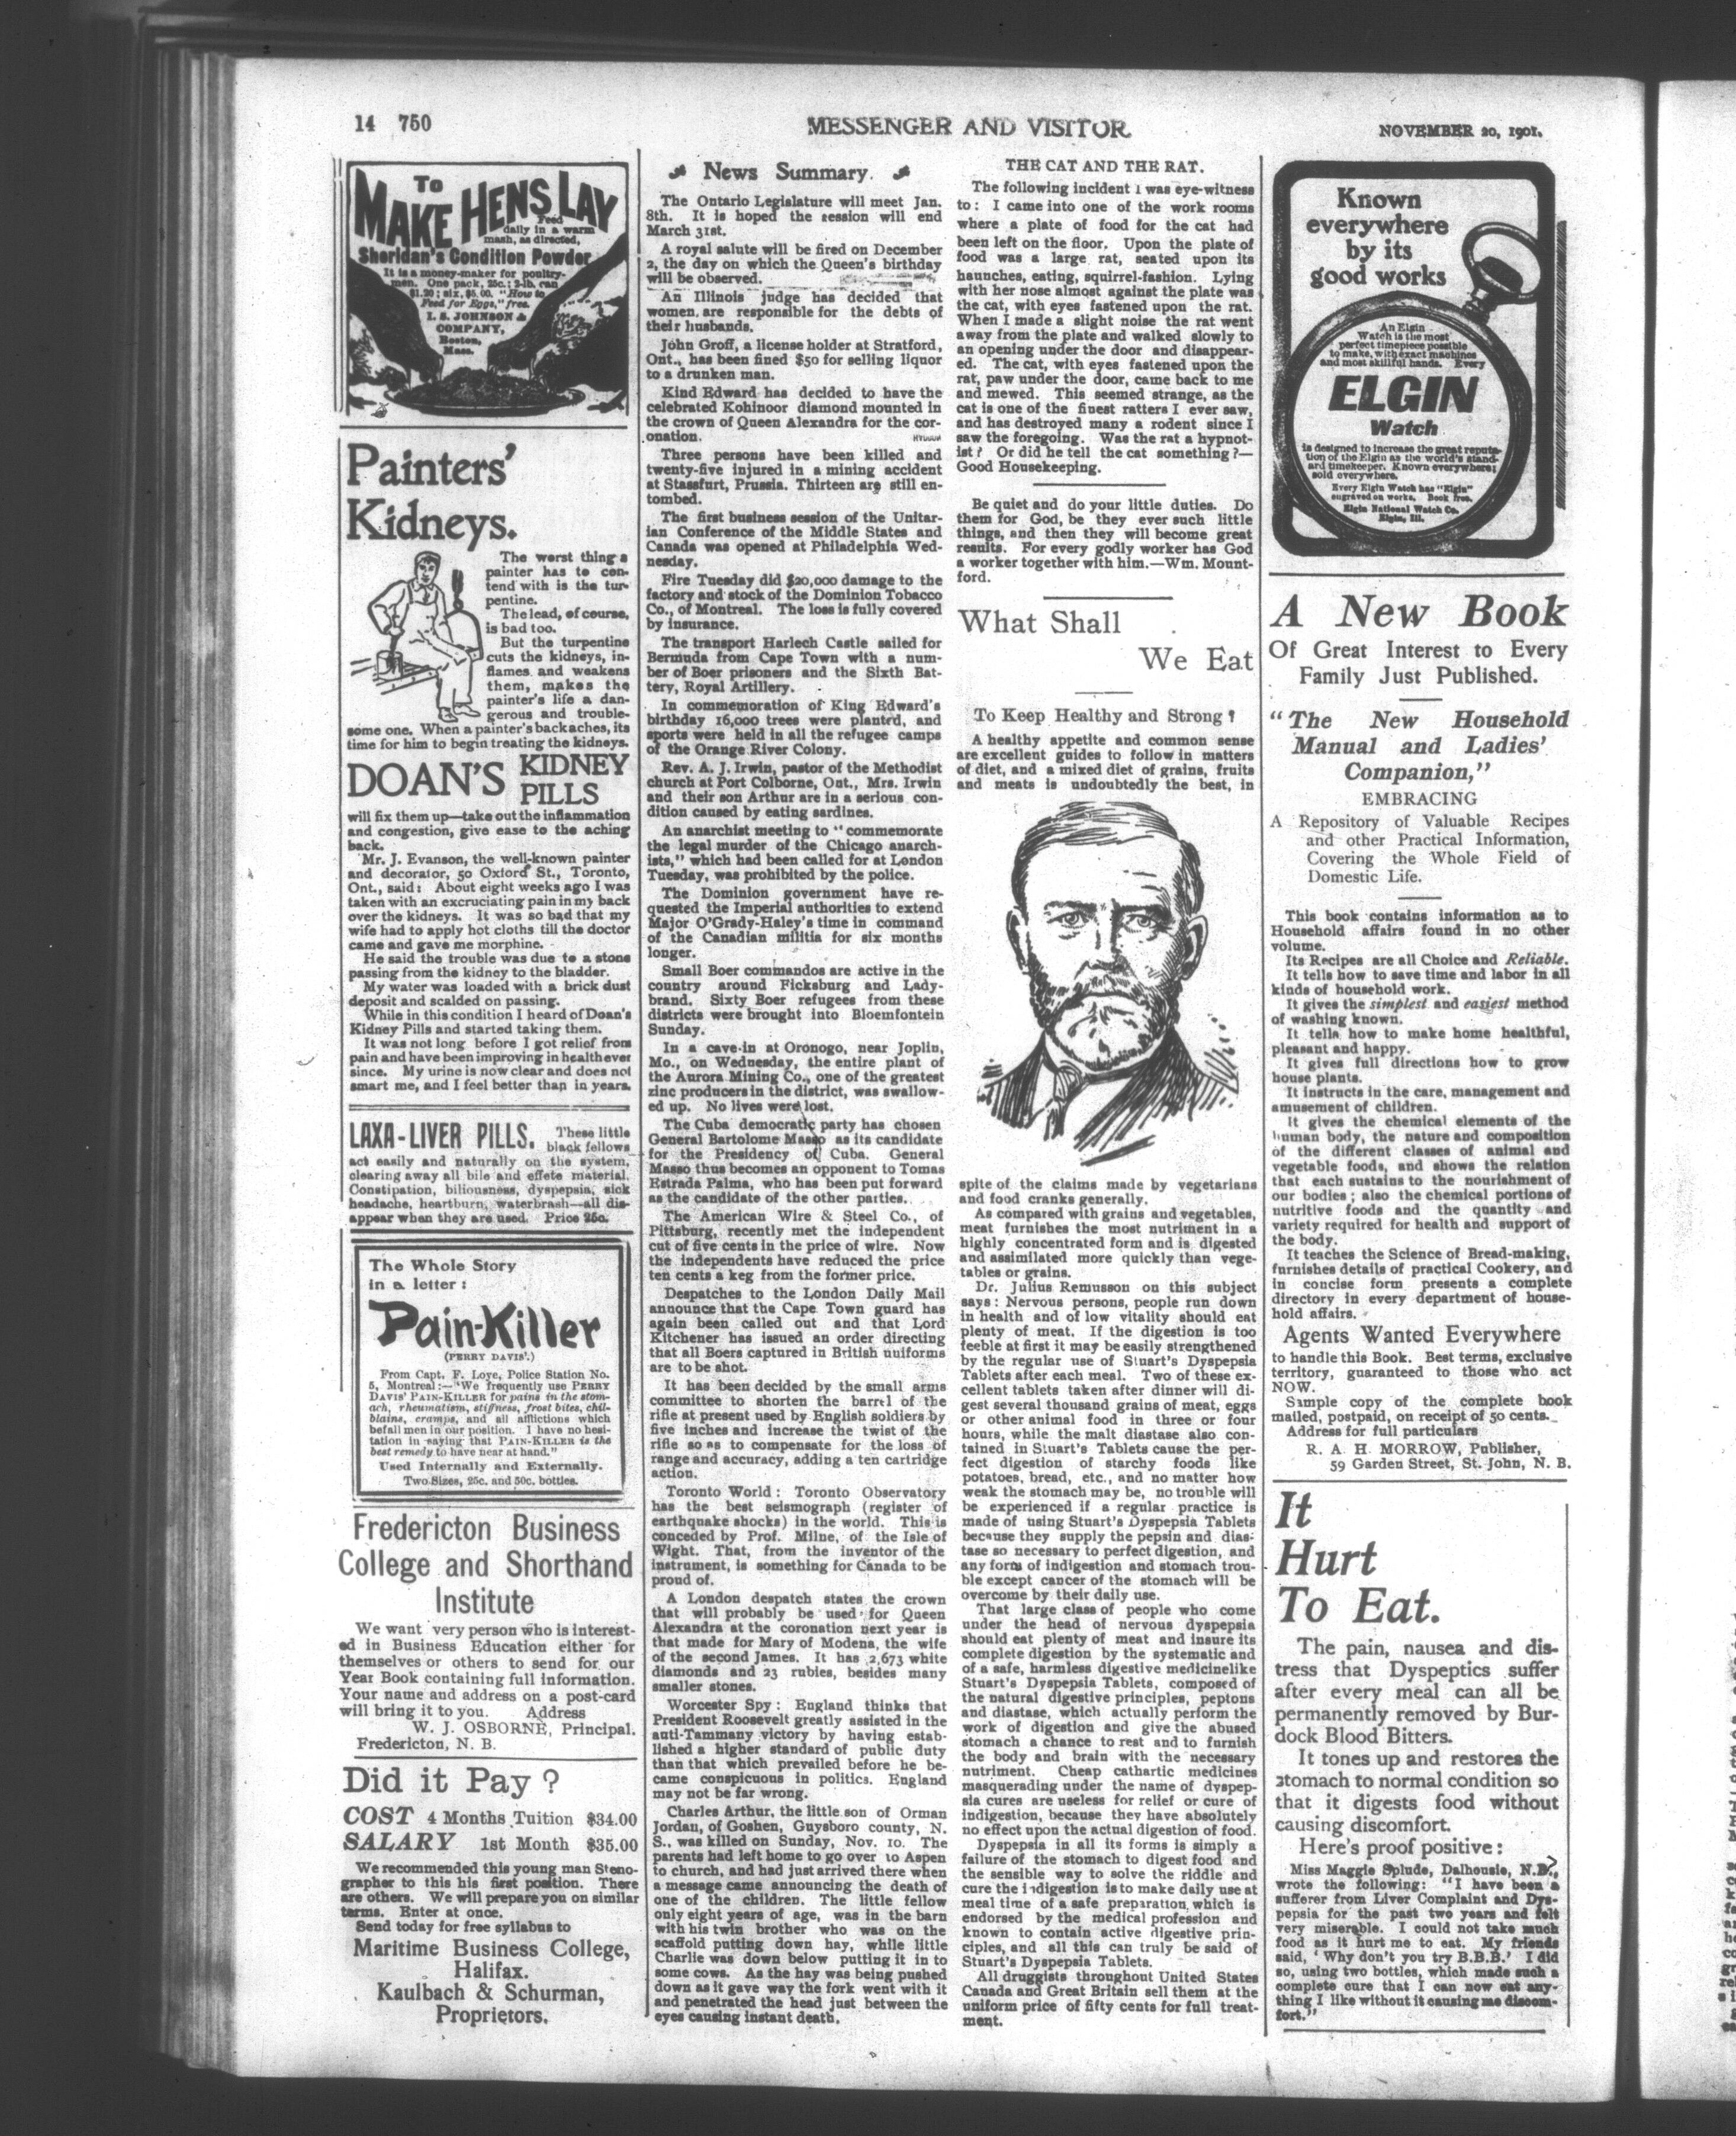 14 750
MESSENGER AND VISITOR
NOVEMBER 20, 1901.
To
MAKE HENS LAY
Feed
daily in a warm
mash, as directed,
Sheridan's Condition Powder
It is a money-maker for poultry-
men. One pack, 25c.; 2-lb. can
$1.20; six, $5.00. "How to
Feed for Eggs," free.
I. S. JOHNSON &
COMPANY,
Boston,
Mass.
Painters'
Kidneys.
The worst thing a
painter has to con-
tend with is the tur-
pentine.
The lead, of course,
is bad too.
But the turpentine
cuts the kidneys, in-
flames and weakens
them, makes the
painter's life a dan-
gerous and trouble-
some one. When a painter's back aches, its
time for him to begin treating the kidneys.
DOAN'S KIDNEY
PILLS
will fix them up—take out the inflammation
and congestion, give ease to the aching
back.
Mr. J. Evanson, the well-known painter
and decorator, 50 Oxford St., Toronto,
Ont., said: About eight weeks ago I was
taken with an excruciating pain in my back
over the kidneys. It was so bad that my
wife had to apply hot cloths till the doctor
came and gave me morphine.
He said the trouble was due to a stone
passing from the kidney to the bladder.
My water was loaded with a brick dust
deposit and scalded on passing.
While in this condition I heard of Doan's
Kidney Pills and started taking them.
It was not long before I got relief from
pain and have been improving in health ever
since. My urine is now clear and does not
smart me, and I feel better than in years.
LAXA-LIVER PILLS. These little
black fellows
act easily and naturally on the system,
clearing away all bile and effete material.
Constipation, biliousness, dyspepsia, sick
headache, heartburn, waterbrash—all dis-
appear when they are used. Price 25c.
The Whole Story
in a letter:
Pain-Killer
(PERRY DAVIS'.)
From Capt. F. Loye, Police Station No.
5, Montreal:—"We frequently use PERRY
DAVIS' PAIN-KILLER for pains in the stom-
ach, rheumatism, stiffness, frost bites, chil-
blains, cramps, and all afflictions which
befall men in our position. I have no hesi-
tation in saying that PAIN-KILLER is the
best remedy to have near at hand."
Used Internally and Externally.
Two Sizes, 25c. and 50c. bottles.
Fredericton Business
College and Shorthand
Institute
We want very person who is interest-
ed in Business Education either for
themselves or others to send for our
Year Book containing full information.
Your name and address on a post-card
will bring it to you. Address
W. J. OSBORNE, Principal.
Fredericton, N. B.
Did it Pay?
COST 4 Months Tuition $34.00
SALARY 1st Month $35.00
We recommended this young man Steno-
grapher to this his first position. There
are others. We will prepare you on similar
terms. Enter at once.
Send today for free syllabus to
Maritime Business College,
Halifax.
Kaulbach & Schurman,
Proprietors.
News Summary.
The Ontario Legislature will meet Jan.
8th. It is hoped the session will end
March 31st.
A royal salute will be fired on December
2, the day on which the Queen's birthday
will be observed.
An Illinois judge has decided that
women are responsible for the debts of
their husbands.
John Groff, a license holder at Stratford,
Ont., has been fined $50 for selling liquor
to a drunken man.
Kind Edward has decided to have the
celebrated Kohinoor diamond mounted in
the crown of Queen Alexandra for the cor-
onation.
Three persons have been killed and
twenty-five injured in a mining accident
at Stassfurt, Prussia. Thirteen are still en-
tombed.
The first business session of the Unitar-
ian Conference of the Middle States and
Canada was opened at Philadelphia Wed-
nesday.
Fire Tuesday did $20,000 damage to the
factory and stock of the Dominion Tobacco
Co., of Montreal. The loss is fully covered
by insurance.
The transport Harlech Castle sailed for
Bermuda from Cape Town with a num-
ber of Boer prisoners and the Sixth Bat-
tery, Royal Artillery.
In commemoration of King Edward's
birthday 16,000 trees were planted, and
sports were held in all the refugee camps
of the Orange River Colony.
Rev. A. J. Irwin, pastor of the Methodist
church at Port Colborne, Ont., Mrs. Irwin
and their son Arthur are in a serious con-
dition caused by eating sardines.
An anarchist meeting to "commemorate
the legal murder of the Chicago anarch-
ists," which had been called for at London
Tuesday, was prohibited by the police.
The Dominion government have re-
quested the Imperial authorities to extend
Major O'Grady-Haley's time in command
of the Canadian militia for six months
longer.
Small Boer commandos are active in the
country around Ficksburg and Lady-
brand. Sixty Boer refugees from these
districts were brought into Bloemfontein
Sunday.
In a cave-in at Oronogo, near Joplin,
Mo., on Wednesday, the entire plant of
the Aurora Mining Co., one of the greatest
zinc producers in the district, was swallow-
ed up. No lives were lost.
The Cuba democratic party has chosen
General Bartolome Masso as its candidate
for the Presidency of Cuba. General
Masso thus becomes an opponent to Tomas
Estrada Palma, who has been put forward
as the candidate of the other parties.
The American Wire & Steel Co., of
Pittsburg, recently met the independent
cut of five cents in the price of wire. Now
the independents have reduced the price
ten cents a keg from the former price.
Despatches to the London Daily Mail
announce that the Cape Town guard has
again been called out and that Lord
Kitchener has issued an order directing
that all Boers captured in British uniforms
are to be shot.
It has been decided by the small arms
committee to shorten the barrel of the
rifle at present used by English soldiers by
five inches and increase the twist of the
rifle so as to compensate for the loss of
range and accuracy, adding a ten cartridge
action.
Toronto World: Toronto Observatory
has the best seismograph (register of
earthquake shocks) in the world. This is
conceded by Prof. Milne, of the Isle of
Wight. That, from the inventor of the
instrument, is something for Canada to be
proud of.
A London despatch states the crown
that will probably be used for Queen
Alexandra at the coronation next year is
that made for Mary of Modena, the wife
of the second James. It has 2,673 white
diamonds and 23 rubies, besides many
smaller stones.
Worcester Spy: England thinks that
President Roosevelt greatly assisted in the
anti-Tammany victory by having estab-
lished a higher standard of public duty
than that which prevailed before he be-
came conspicuous in politics. England
may not be far wrong.
Charles Arthur, the little son of Orman
Jordan, of Goshen, Guysboro county, N.
S., was killed on Sunday, Nov. 10. The
parents had left home to go over to Aspen
to church, and had just arrived there when
a message came announcing the death of
one of the children. The little fellow
only eight years of age, was in the barn
with his twin brother who was on the
scaffold putting down hay, while little
Charlie was down below putting it in to
some cows. As the hay was being pushed
down as it gave way the fork went with it
and penetrated the head just between the
eyes causing instant death.
THE CAT AND THE RAT.
The following incident I was eye-witness
to: I came into one of the work rooms
where a plate of food for the cat had
been left on the floor. Upon the plate of
food was a large rat, seated upon its
haunches, eating, squirrel-fashion. Lying
with her nose almost against the plate was
the cat, with eyes fastened upon the rat.
When I made a slight noise the rat went
away from the plate and walked slowly to
an opening under the door and disappear-
ed. The cat, with eyes fastened upon the
rat, paw under the door, came back to me
and mewed. This seemed strange, as the
cat is one of the finest ratters I ever saw,
and has destroyed many a rodent since I
saw the foregoing. Was the rat a hypnot-
ist? Or did he tell the cat something?—
Good Housekeeping.
Be quiet and do your little duties. Do
them for God, be they ever such little
things, and then they will become great
results. For every godly worker has God
a worker together with him.—Wm. Mount-
ford.
What Shall
We Eat
To Keep Healthy and Strong?
A healthy appetite and common sense
are excellent guides to follow in matters
of diet, and a mixed diet of grains, fruits
and meats is undoubtedly the best, in
spite of the claims made by vegetarians
and food cranks generally.
As compared with grains and vegetables,
meat furnishes the most nutriment in a
highly concentrated form and is digested
and assimilated more quickly than vege-
tables or grains.
Dr. Julius Remusson on this subject
says: Nervous persons, people run down
in health and of low vitality should eat
plenty of meat. If the digestion is too
feeble at first it may be easily strengthened
by the regular use of Stuart's Dyspepsia
Tablets after each meal. Two of these ex-
cellent tablets taken after dinner will di-
gest several thousand grains of meat, eggs
or other animal food in three or four
hours, while the malt diastase also con-
tained in Stuart's Tablets cause the per-
fect digestion of starchy foods like
potatoes, bread, etc., and no matter how
weak the stomach may be, no trouble will
be experienced if a regular practice is
made of using Stuart's Dyspepsia Tablets
because they supply the pepsin and dias-
tase so necessary to perfect digestion, and
any form of indigestion and stomach trou-
ble except cancer of the stomach will be
overcome by their daily use.
That large class of people who come
under the head of nervous dyspepsia
should eat plenty of meat and insure its
complete digestion by the systematic and
of a safe, harmless digestive medicinelike
Stuart's Dyspepsia Tablets, composed of
the natural digestive principles, peptons
and diastase, which actually perform the
work of digestion and give the abused
stomach a chance to rest and to furnish
the body and brain with the necessary
nutriment. Cheap cathartic medicines
masquerading under the name of dyspep-
sia cures are useless for relief or cure of
indigestion, because they have absolutely
no effect upon the actual digestion of food.
Dyspepsia in all its forms is simply a
failure of the stomach to digest food and
the sensible way to solve the riddle and
cure the indigestion is to make daily use at
meal time of a safe preparation which is
endorsed by the medical profession and
known to contain active digestive prin-
ciples, and all this can truly be said of
Stuart's Dyspepsia Tablets.
All druggists throughout United States
Canada and Great Britain sell them at the
uniform price of fifty cents for full treat-
ment.
Known
everywhere
by its
good works
An Elgin
Watch is the most
perfect timepiece possible
to make, with exact machines
and most skillful hands. Every
ELGIN
Watch
is designed to increase the great reputa-
tion of the Elgin as the world's stand-
ard timekeeper. Known everywhere;
sold everywhere.
Every Elgin Watch has "Elgin"
engraved on works. Book free.
Elgin National Watch Co.
Elgin, Ill.
A New Book
Of Great Interest to Every
Family Just Published.
"The New Household
Manual and Ladies'
Companion,"
EMBRACING
A Repository of Valuable Recipes
and other Practical Information,
Covering the Whole Field of
Domestic Life.
This book contains information as to
Household affairs found in no other
volume.
Its Recipes are all Choice and Reliable.
It tells how to save time and labor in all
kinds of household work.
It gives the simplest and easiest method
of washing known.
It tells how to make home healthful,
pleasant and happy.
It gives full directions how to grow
house plants.
It instructs in the care, management and
amusement of children.
It gives the chemical elements of the
human body, the nature and composition
of the different classes of animal and
vegetable foods, and shows the relation
that each sustains to the nourishment of
our bodies; also the chemical portions of
nutritive foods and the quantity and
variety required for health and support of
the body.
It teaches the Science of Bread-making,
furnishes details of practical Cookery, and
in concise form presents a complete
directory in every department of house-
hold affairs.
Agents Wanted Everywhere
to handle this Book. Best terms, exclusive
territory, guaranteed to those who act
NOW.
Sample copy of the complete book
mailed, postpaid, on receipt of 50 cents.
Address for full particulars
R. A. H. MORROW, Publisher,
59 Garden Street, St. John, N. B.
It
Hurt
To Eat.
The pain, nausea and dis-
tress that Dyspeptics suffer
after every meal can all be
permanently removed by Bur-
dock Blood Bitters.
It tones up and restores the
stomach to normal condition so
that it digests food without
causing discomfort.
Here's proof positive:
Miss Maggie Splude, Dalhousie, N.B.,
wrote the following: "I have been a
sufferer from Liver Complaint and Dys-
pepsia for the past two years and felt
very miserable. I could not take much
food as it hurt me to eat. My friends
said, 'Why don't you try B.B.B.' I did
so, using two bottles, which made such a
complete cure that I can now eat any-
thing I like without it causing me discom-
fort."